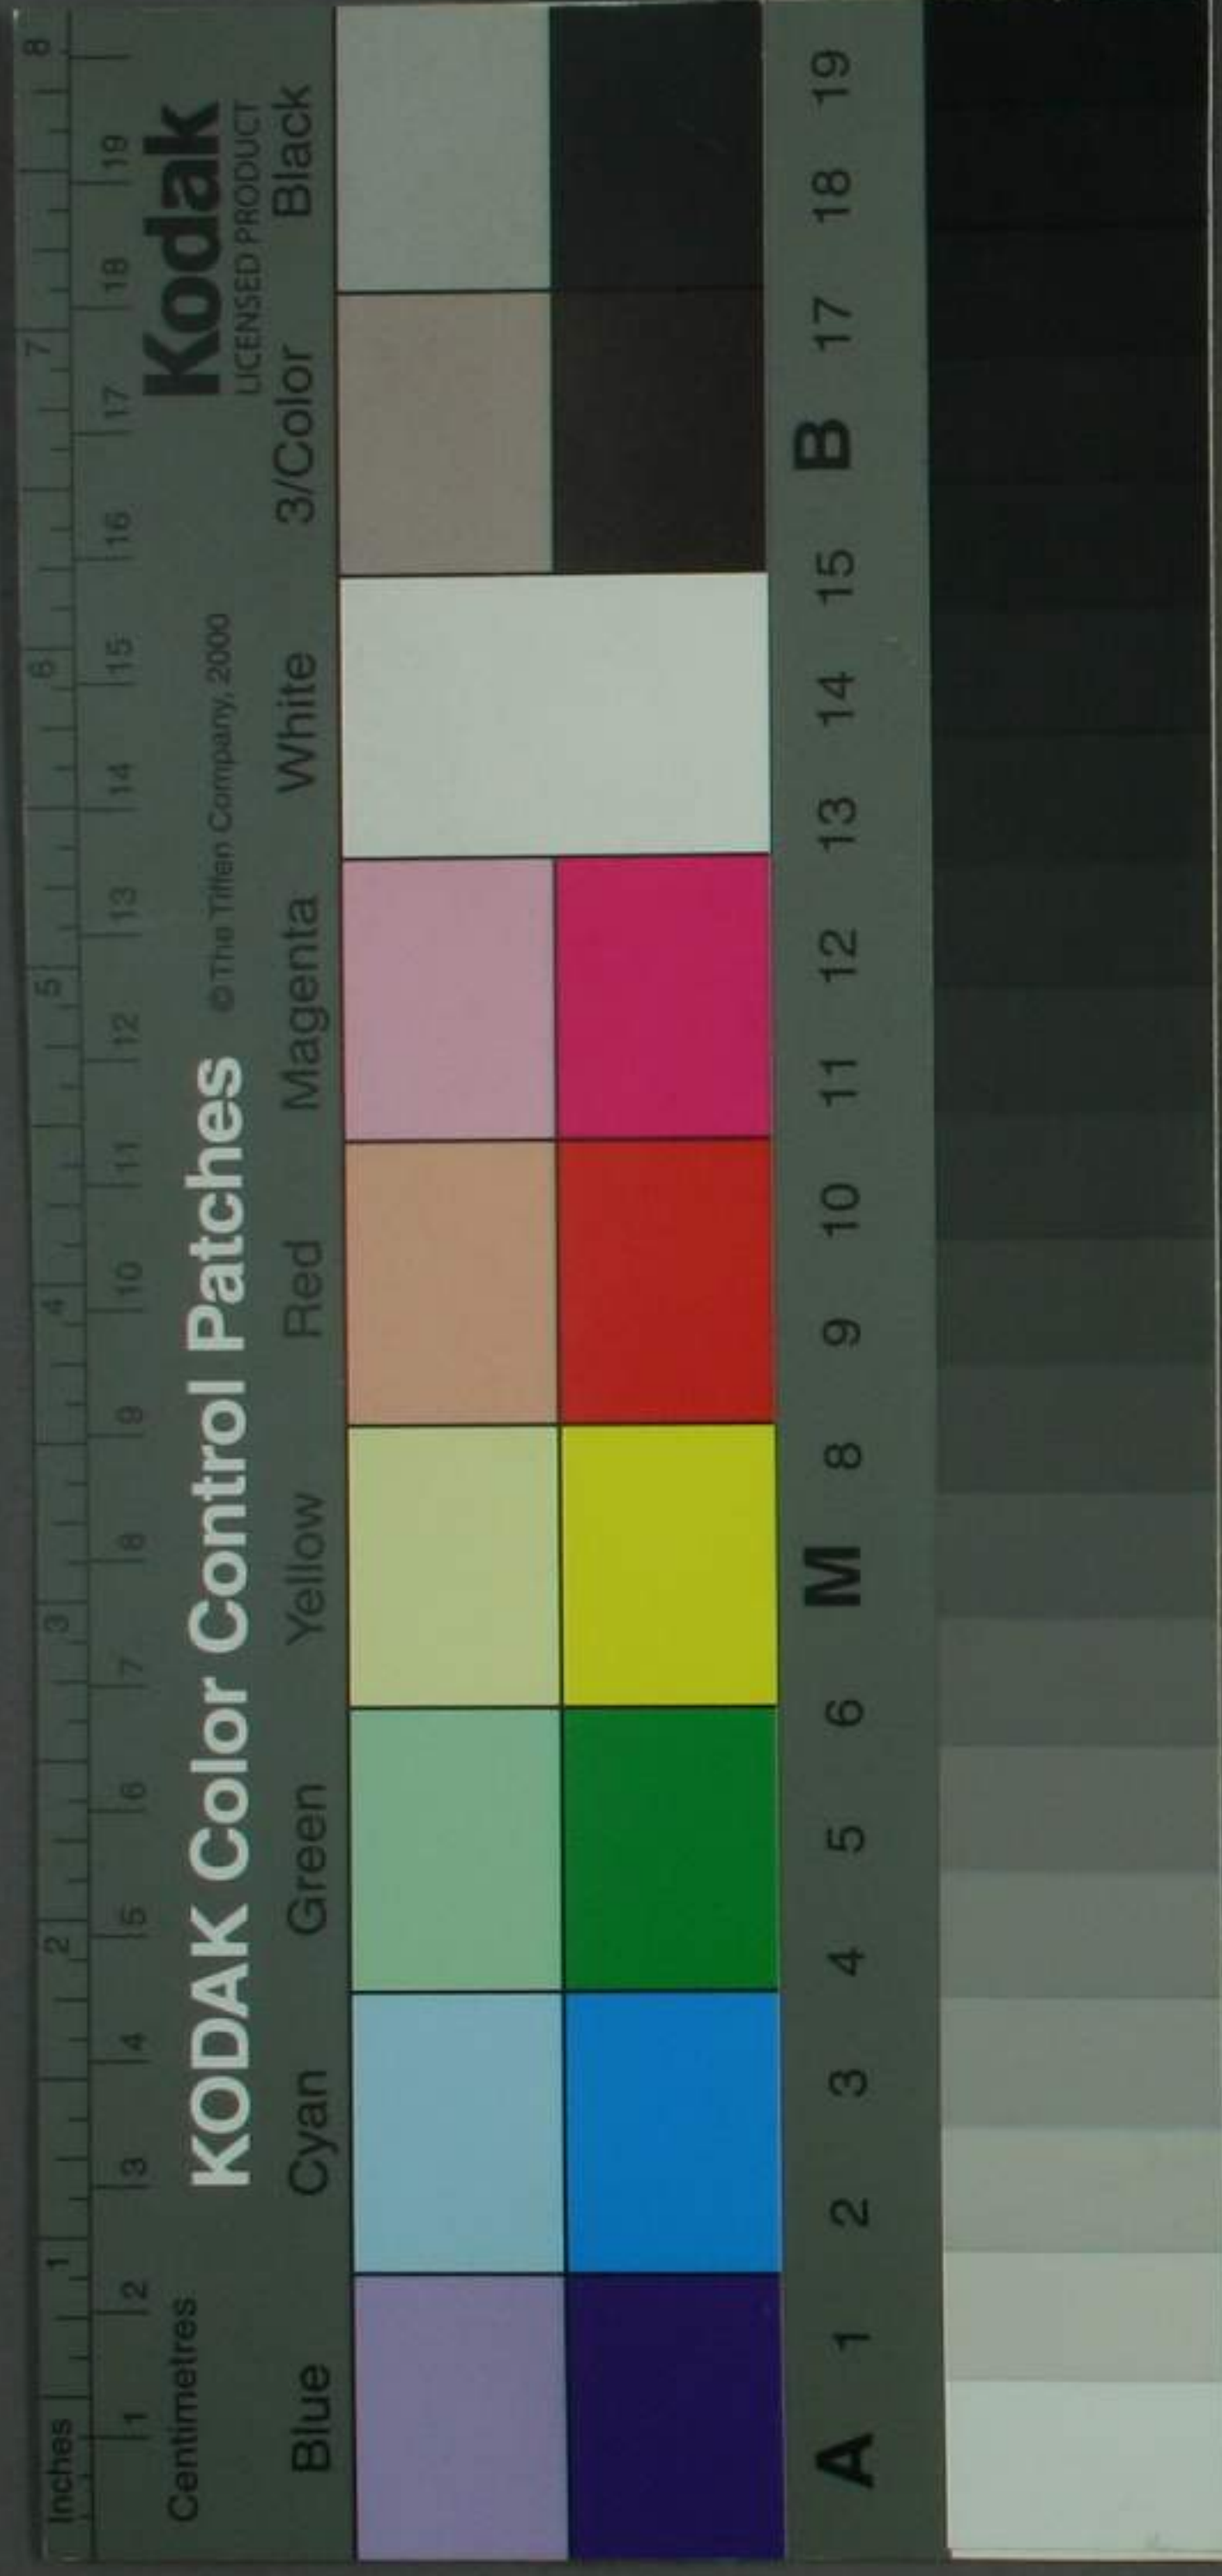 Inches 1 2 3 4 5 6 7 8
1 2 3 4 5 6 7 8 9 10 11 12 13 14 15 16 17 18 19
Centimetres
KODAK Color Control Patches
© The Tiffen Company, 2000
Kodak
LICENSED PRODUCT
Blue Cyan Green Yellow Red Magenta White 3/Color Black
A 1 2 3 4 5 6 M 8 9 10 11 12 13 14 15 B 17 18 19